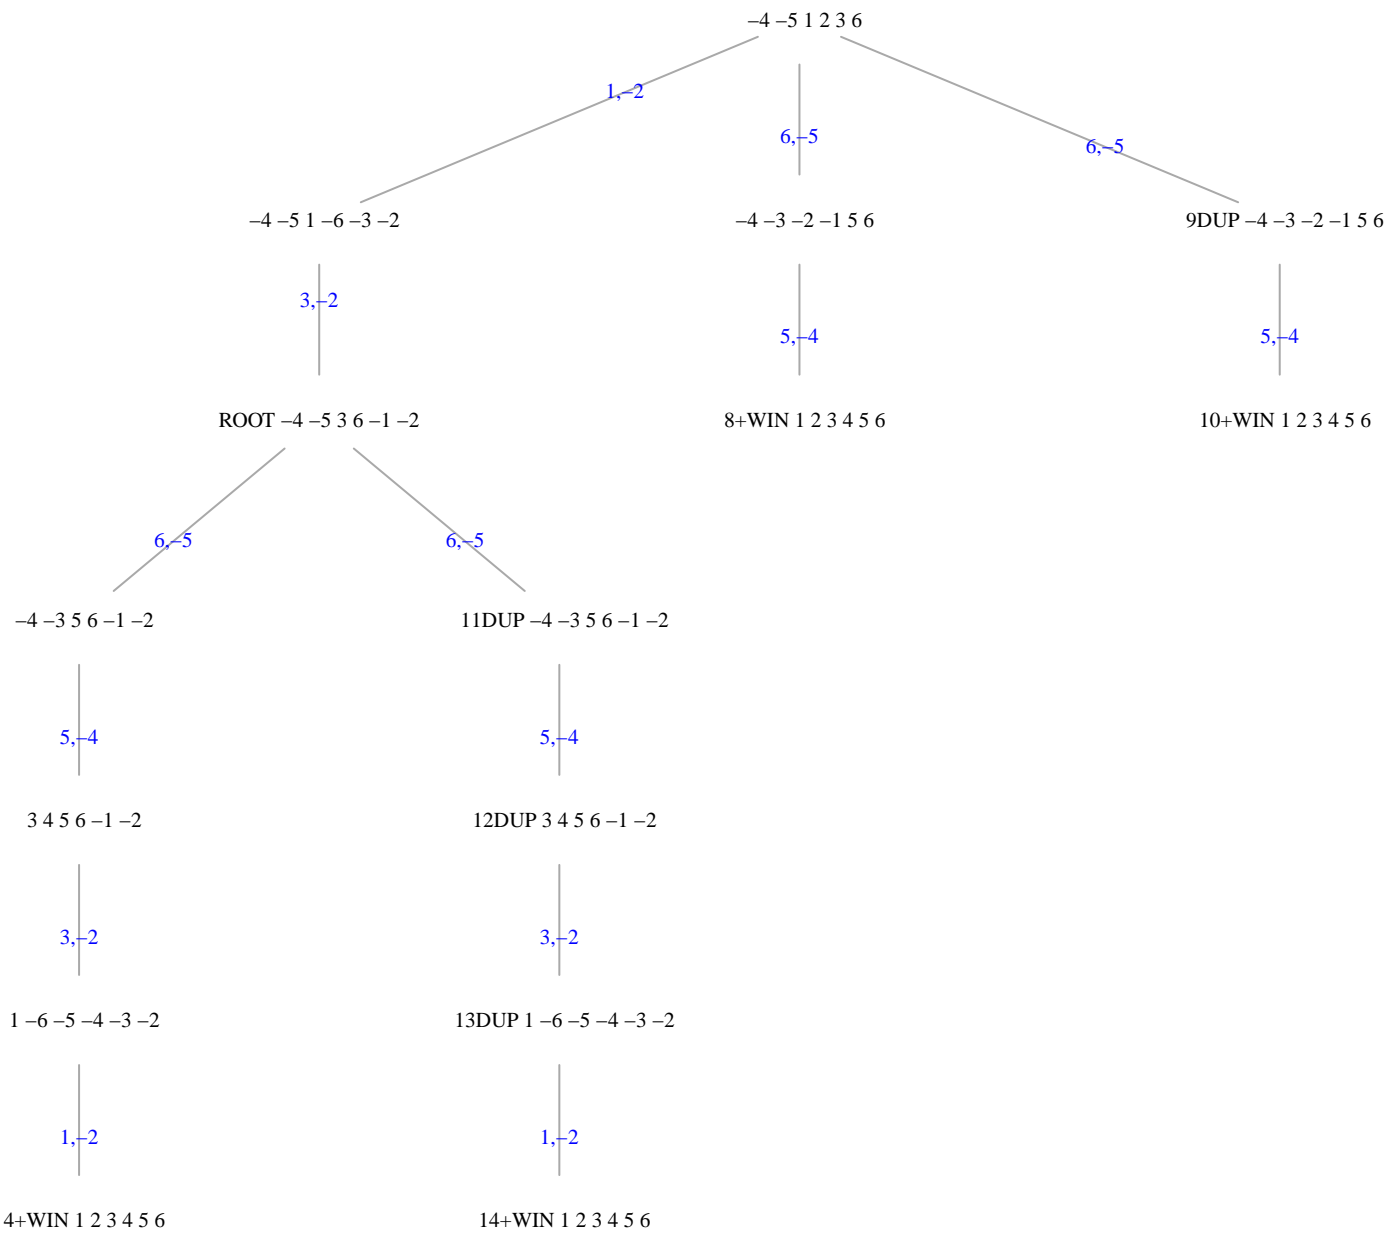 −4 −5 1 2 3 6
1,−2
6,−5
6,−5
−4 −5 1 −6 −3 −2
−4 −3 −2 −1 5 6
9DUP −4 −3 −2 −1 5 6
3,−2
5,−4
5,−4
ROOT −4 −5 3 6 −1 −2
8+WIN 1 2 3 4 5 6
10+WIN 1 2 3 4 5 6
6,−5
6,−5
−4 −3 5 6 −1 −2
11DUP −4 −3 5 6 −1 −2
5,−4
5,−4
3 4 5 6 −1 −2
12DUP 3 4 5 6 −1 −2
3,−2
3,−2
1 −6 −5 −4 −3 −2
13DUP 1 −6 −5 −4 −3 −2
1,−2
1,−2
4+WIN 1 2 3 4 5 6
14+WIN 1 2 3 4 5 6